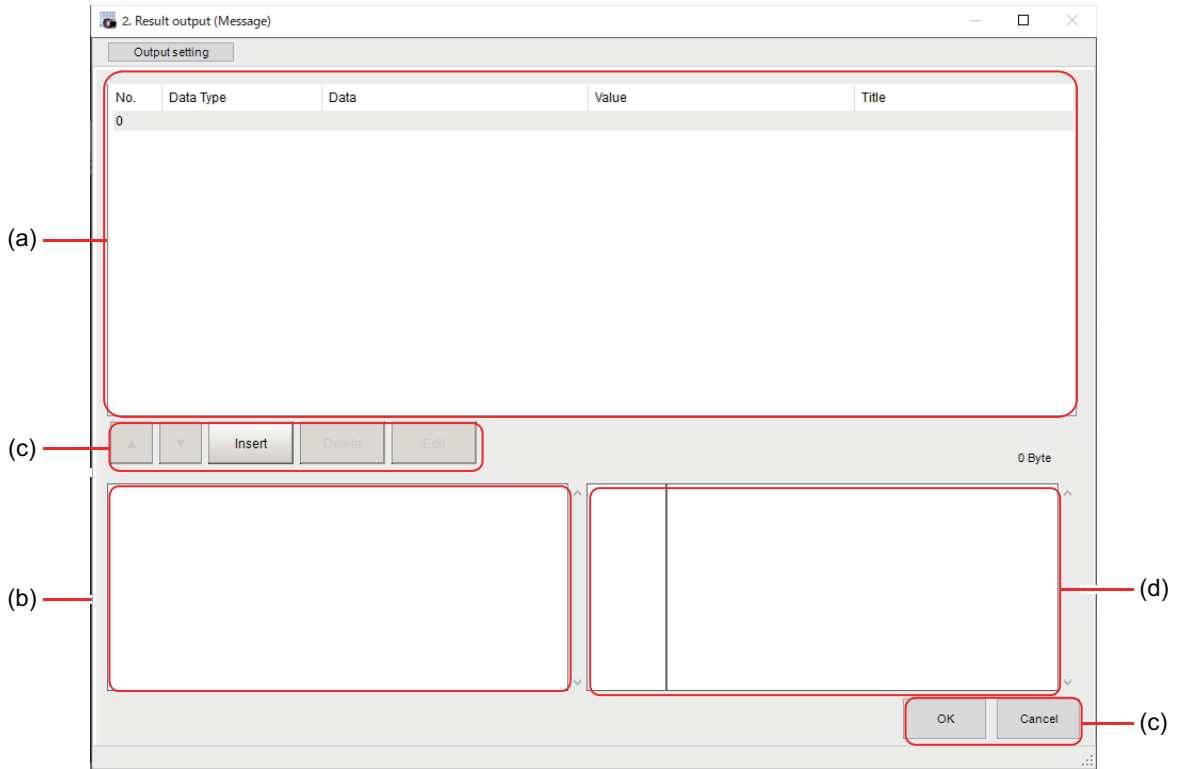 2. Result output (Message)
Output setting
No. Data Type Data Value Title
0
(a)
▲ ▼ Insert Delete Edit
(c)
0 Byte
(b)
(d)
OK Cancel
(c)